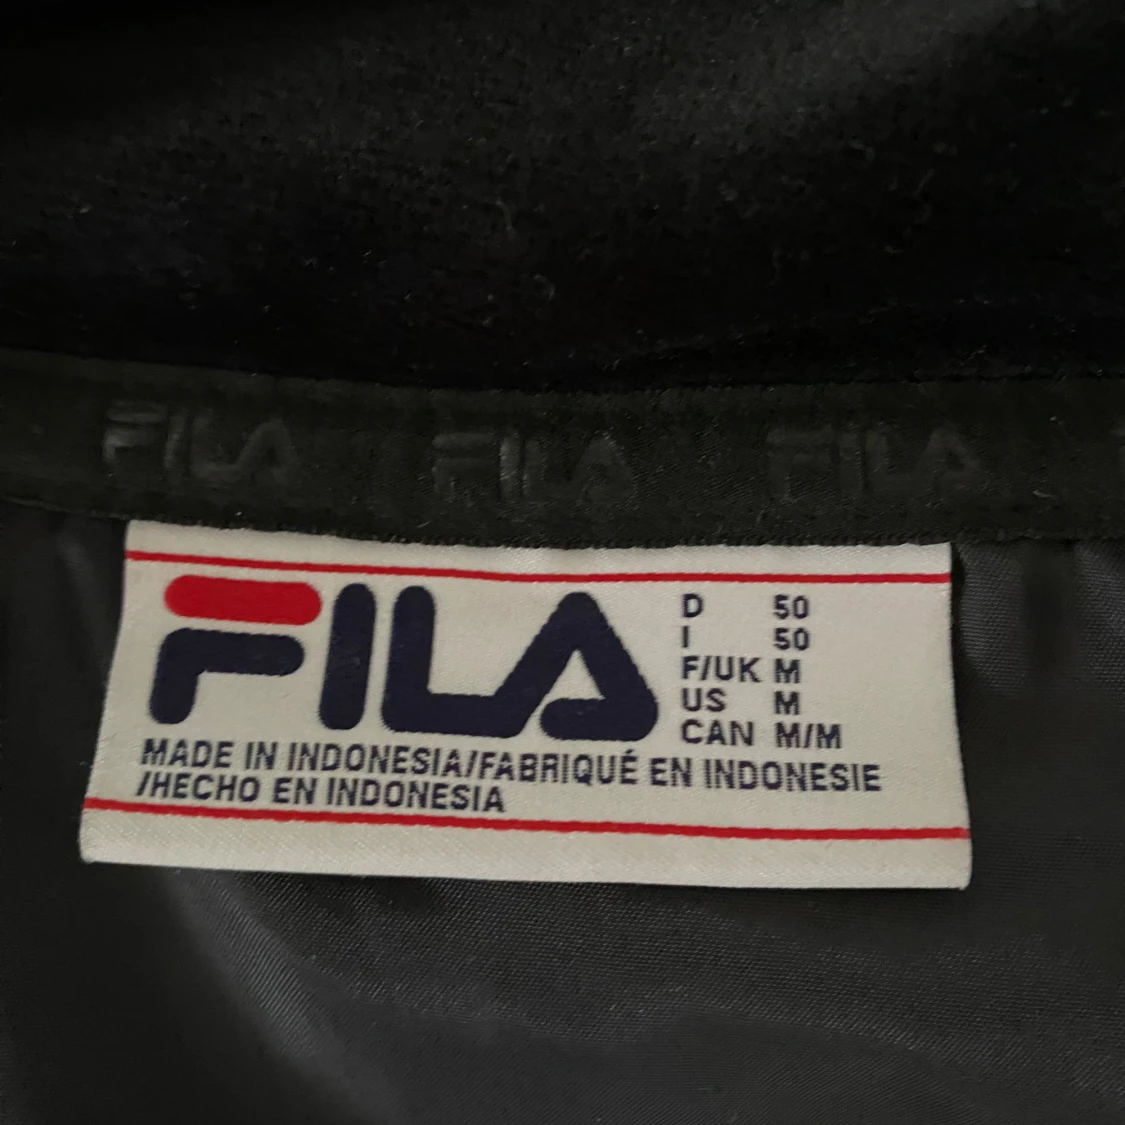 FILA FILA FILA
FILA
D 50
I 50
F/UK M
US M
CAN M/M
MADE IN INDONESIA/FABRIQUÉ EN INDONESIE
/HECHO EN INDONESIA